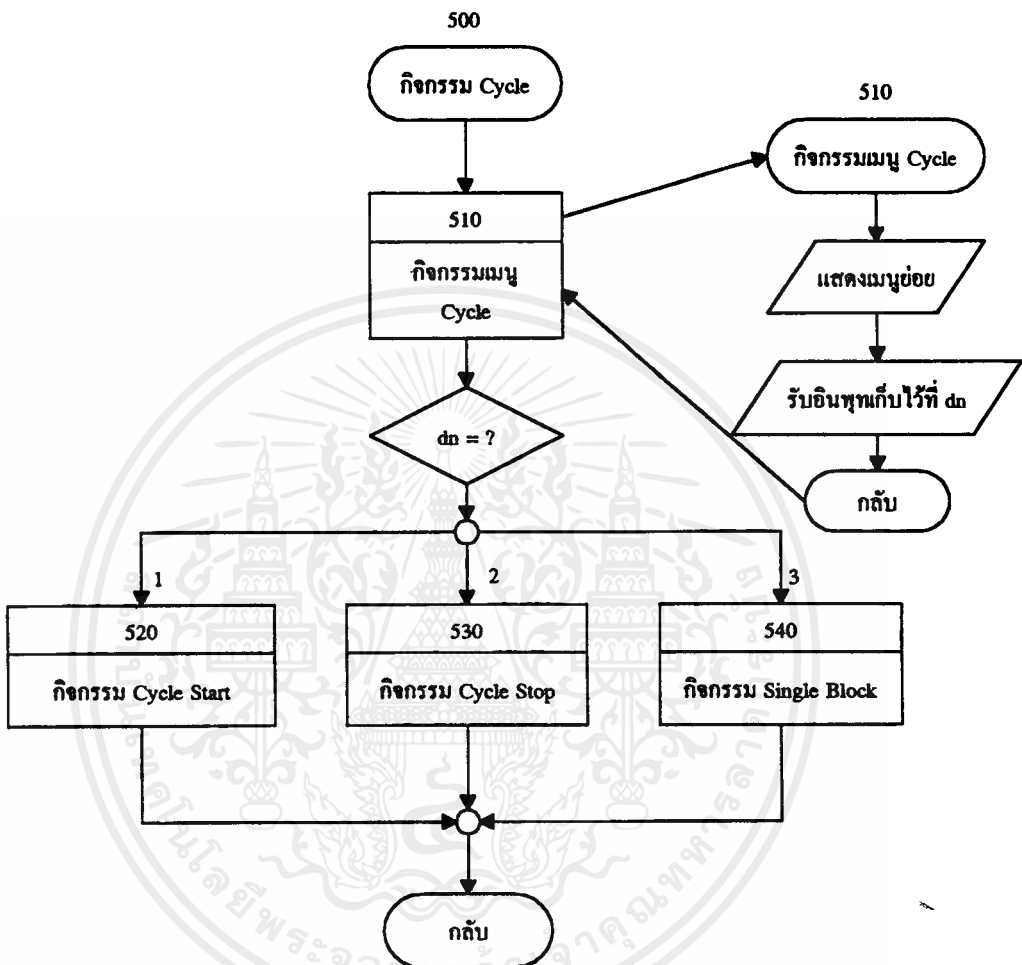 500
กิจกรรม Cycle
510
กิจกรรมเมนู Cycle
510
กิจกรรมเมนู
Cycle
แสดงเมนูย่อย
รับอินพุทเก็บไว้ที่ dn
กลับ
dn = ?
1
2
3
520
กิจกรรม Cycle Start
530
กิจกรรม Cycle Stop
540
กิจกรรม Single Block
กลับ